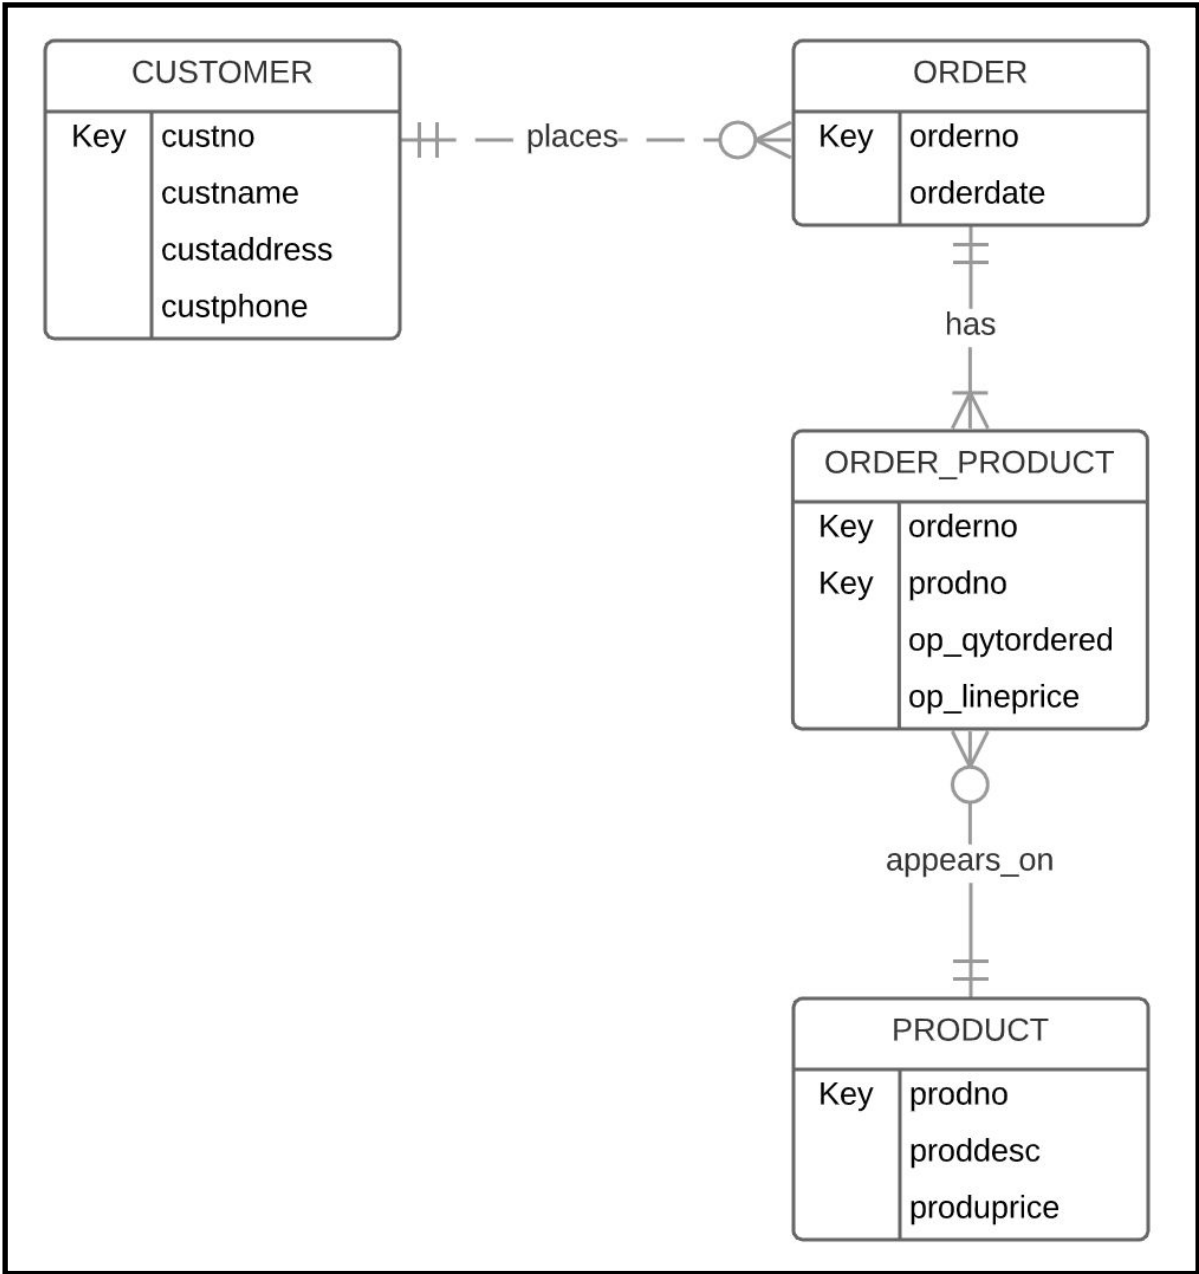 CUSTOMER
Key custno
custname
custaddress
custphone
places
ORDER
Key orderno
orderdate
has
ORDER_PRODUCT
Key orderno
Key prodno
op_qytordered
op_lineprice
appears_on
PRODUCT
Key prodno
proddesc
produprice